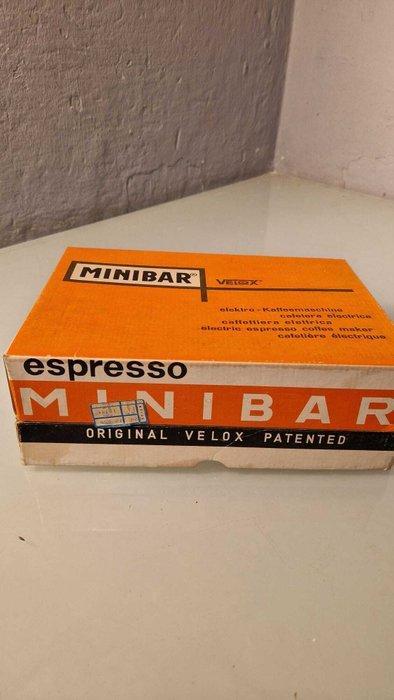 MINIBAR
VELOX
elektro-Kaffeemaschine
cafetera electrica
caffettiera elettrica
electric espresso coffee maker
cafetière électrique
espresso
MINIBAR
ORIGINAL VELOX PATENTED